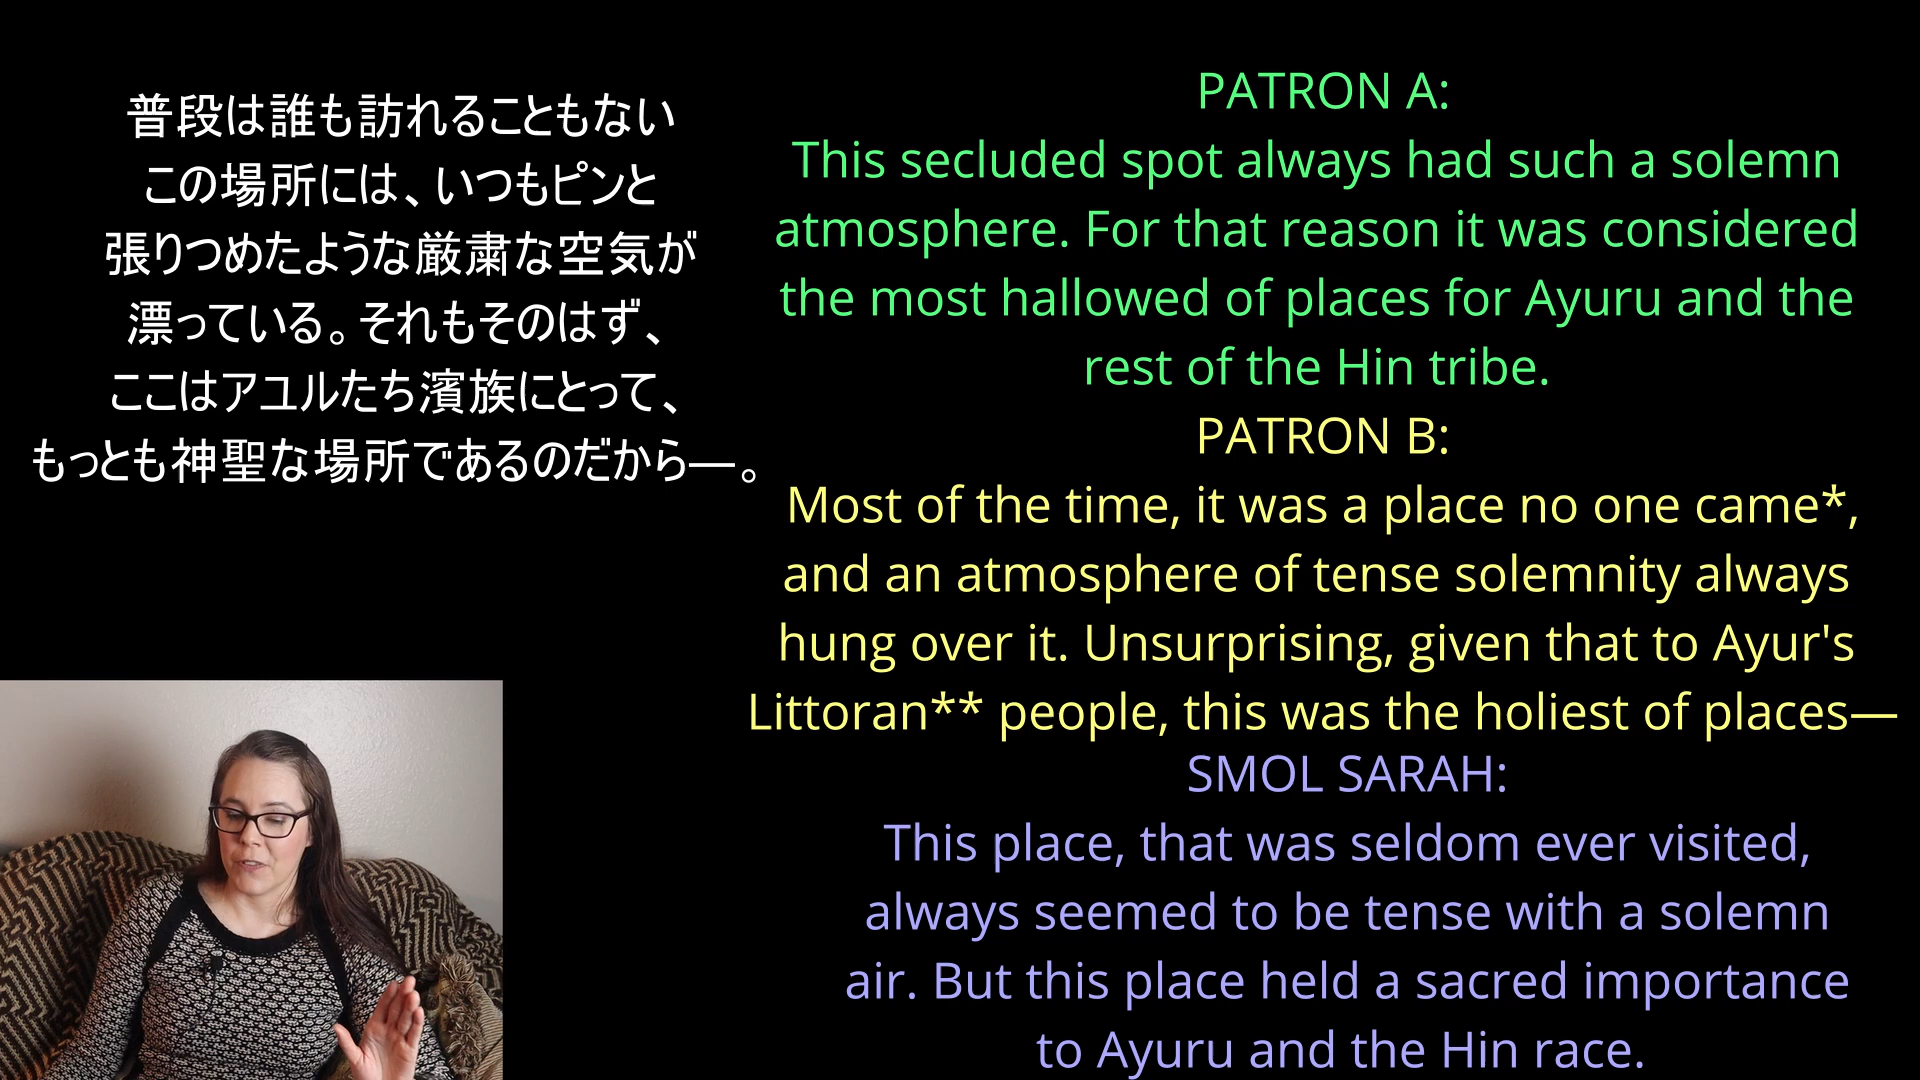 普段は誰も訪れることもない
この場所には、いつもピンと
張りつめたような厳粛な空気が
漂っている。それもそのはず、
ここはアユルたち濱族にとって、
もっとも神聖な場所であるのだから―。
PATRON A:
This secluded spot always had such a solemn
atmosphere. For that reason it was considered
the most hallowed of places for Ayuru and the
rest of the Hin tribe.
PATRON B:
Most of the time, it was a place no one came*,
and an atmosphere of tense solemnity always
hung over it. Unsurprising, given that to Ayur's
Littoran** people, this was the holiest of places—
SMOL SARAH:
This place, that was seldom ever visited,
always seemed to be tense with a solemn
air. But this place held a sacred importance
to Ayuru and the Hin race.